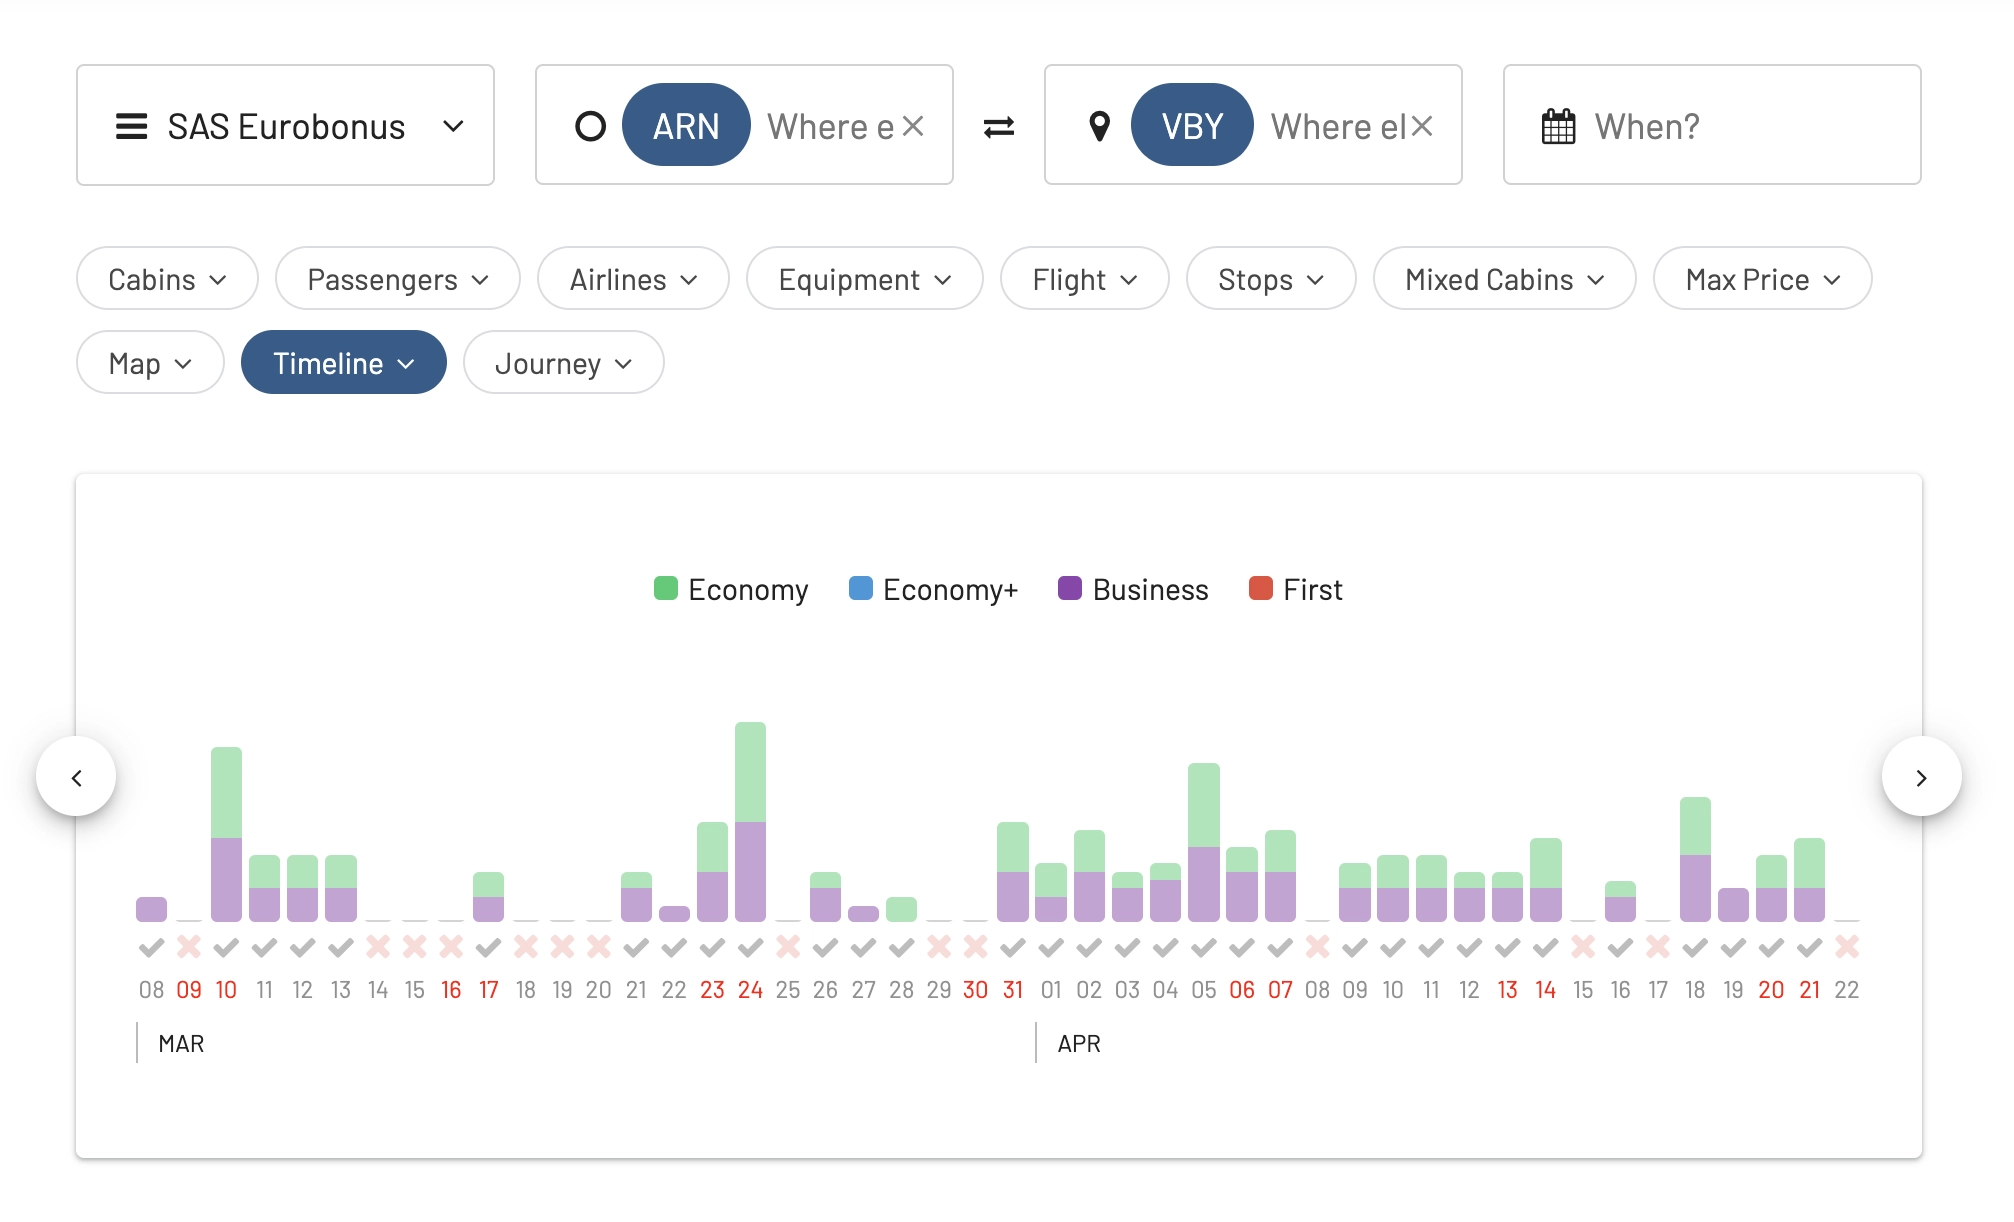 SAS Eurobonus ARN Where e VBY Where el When?
Cabins Passengers Airlines Equipment Flight Stops Mixed Cabins Max Price
Map Timeline Journey
Economy Economy+ Business First
08 09 10 11 12 13 14 15 16 17 18 19 20 21 22 23 24 25 26 27 28 29 30 31 01 02 03 04 05 06 07 08 09 10 11 12 13 14 15 16 17 18 19 20 21 22
MAR APR